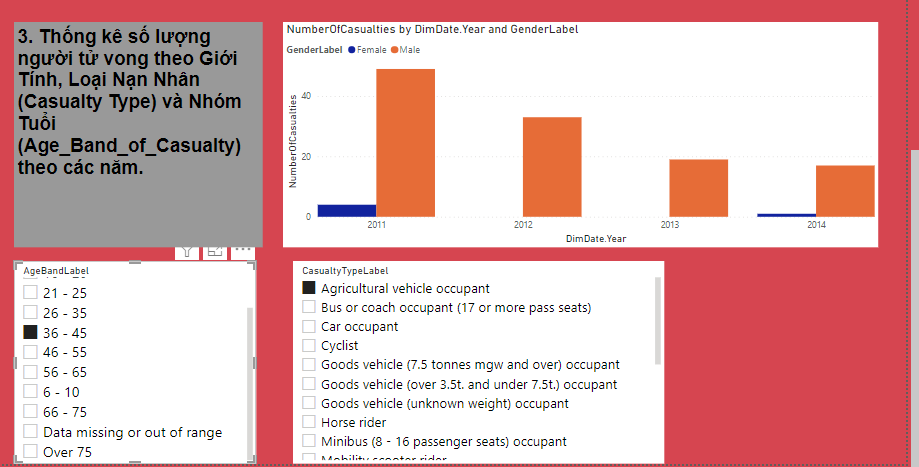 3. Thống kê số lượng
người tử vong theo Giới
Tính, Loại Nạn Nhân
(Casualty Type) và Nhóm
Tuổi
(Age_Band_of_Casualty)
theo các năm.
NumberOfCasualties by DimDate.Year and GenderLabel
GenderLabel Female Male
NumberOfCasualties
40
20
0
2011 2012 2013 2014
DimDate.Year
AgeBandLabel
21 - 25
26 - 35
36 - 45
46 - 55
56 - 65
6 - 10
66 - 75
Data missing or out of range
Over 75
CasualtyTypeLabel
Agricultural vehicle occupant
Bus or coach occupant (17 or more pass seats)
Car occupant
Cyclist
Goods vehicle (7.5 tonnes mgw and over) occupant
Goods vehicle (over 3.5t. and under 7.5t.) occupant
Goods vehicle (unknown weight) occupant
Horse rider
Minibus (8 - 16 passenger seats) occupant
Mobility scooter rider